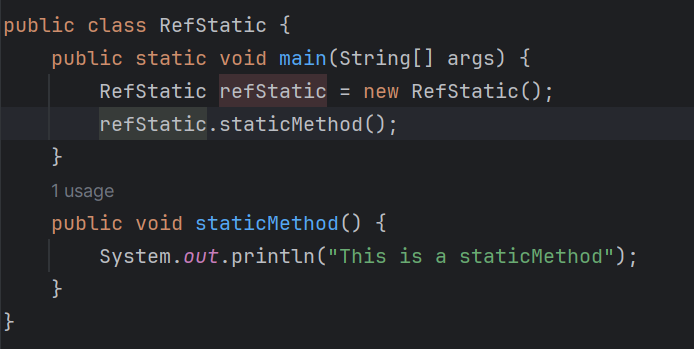 public class RefStatic {
    public static void main(String[] args) {
        RefStatic refStatic = new RefStatic();
        refStatic.staticMethod();
    }
    1 usage
    public void staticMethod() {
        System.out.println("This is a staticMethod");
    }
}